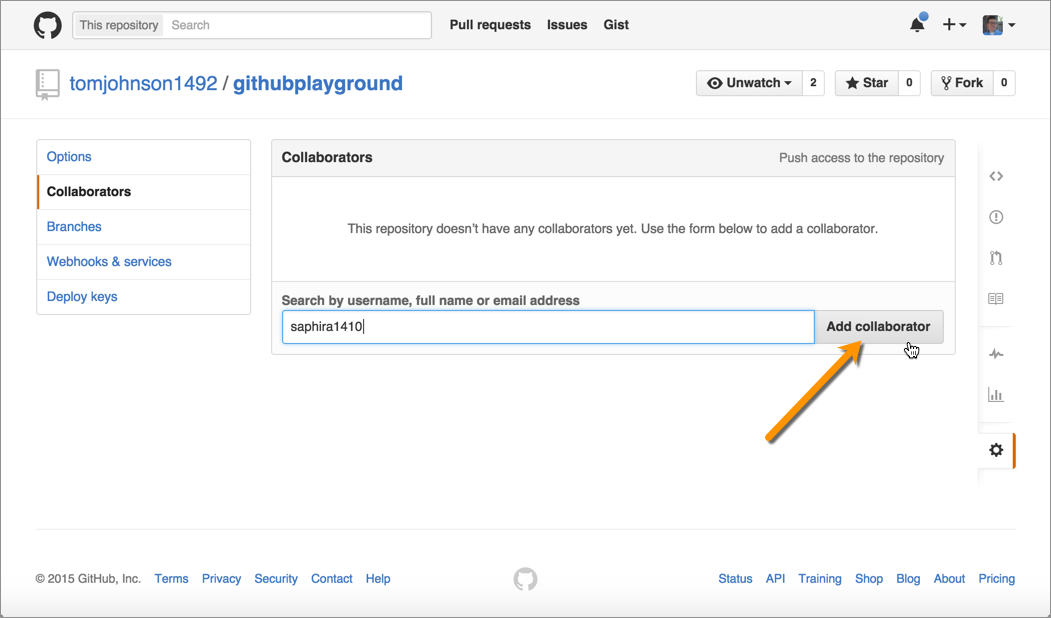 This repository Search Pull requests Issues Gist
tomjohnson1492 / githubplayground Unwatch 2 Star 0 Fork 0
Options
Collaborators
Branches
Webhooks & services
Deploy keys
Collaborators Push access to the repository
This repository doesn't have any collaborators yet. Use the form below to add a collaborator.
Search by username, full name or email address
saphira1410 Add collaborator
© 2015 GitHub, Inc. Terms Privacy Security Contact Help Status API Training Shop Blog About Pricing